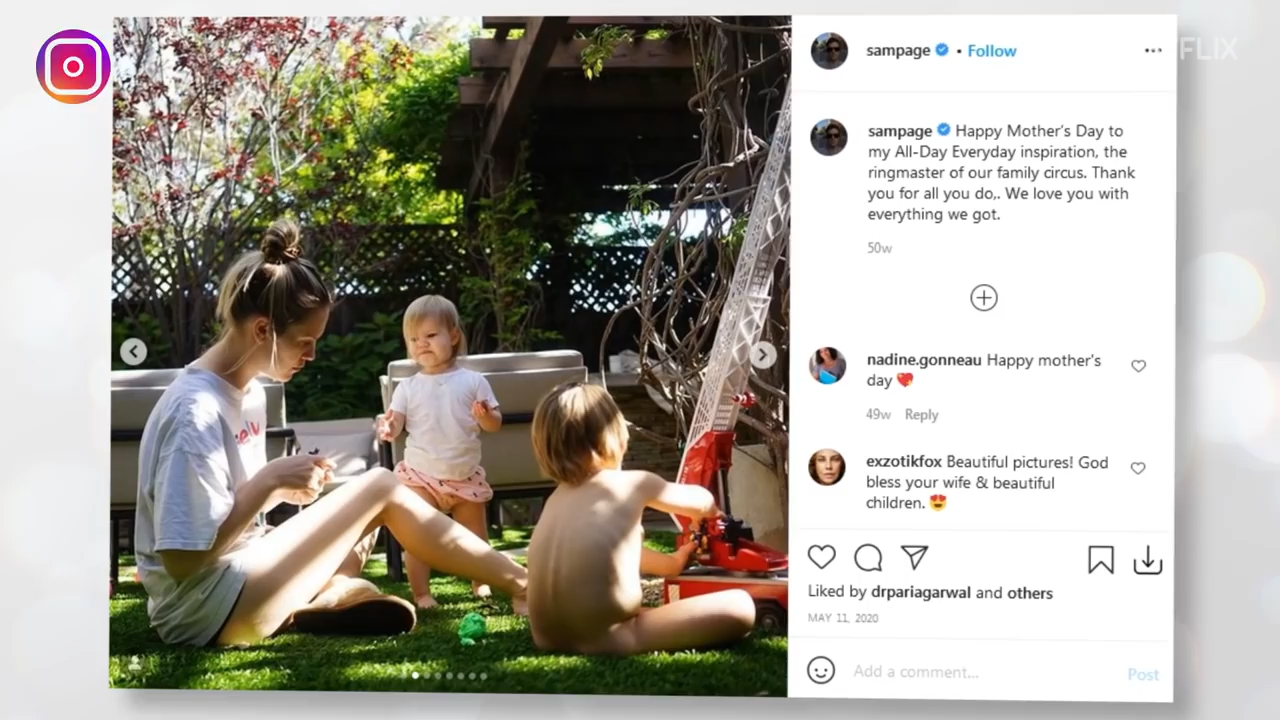 FLIX
sampage • Follow
sampage Happy Mother's Day to
my All-Day Everyday inspiration, the
ringmaster of our family circus. Thank
you for all you do,. We love you with
everything we got.
50w
nadine.gonneau Happy mother's
day
49w Reply
exzotikfox Beautiful pictures! God
bless your wife & beautiful
children.
Liked by drpariagarwal and others
MAY 11, 2020
Add a comment... Post